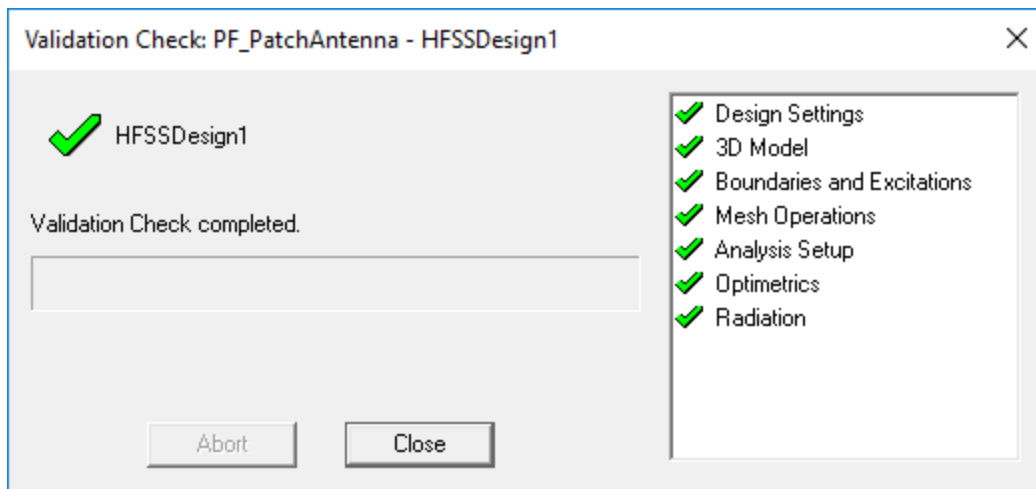 Validation Check: PF_PatchAntenna - HFSSDesign1
HFSSDesign1
Validation Check completed.
Abort
Close
Design Settings
3D Model
Boundaries and Excitations
Mesh Operations
Analysis Setup
Optimetrics
Radiation